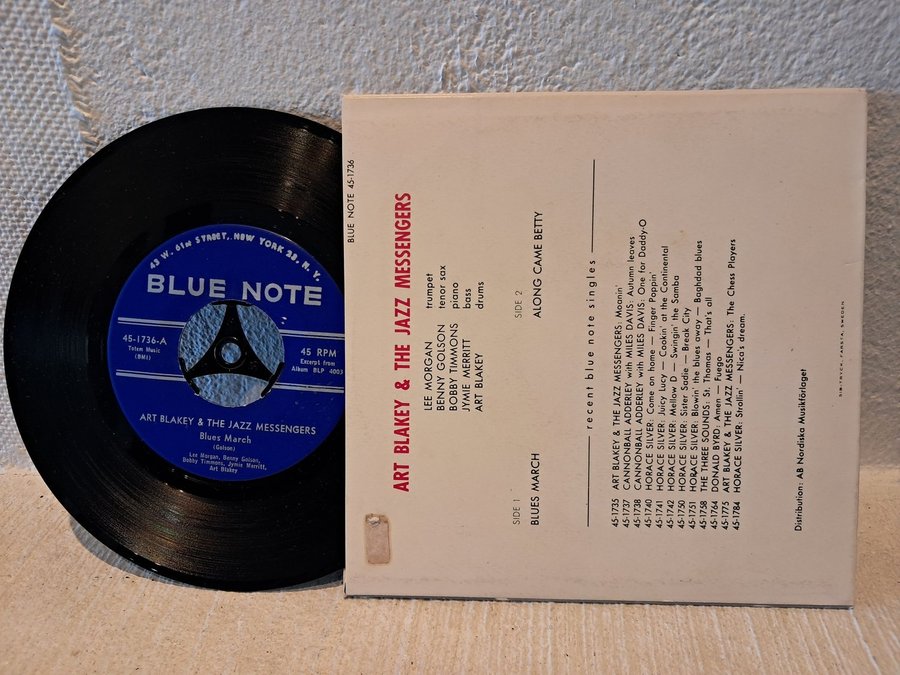 43 W. 61st STREET, NEW YORK 23, N. Y.
BLUE NOTE
45-1736-A
Totem Music
(BMI)
45 RPM
Excerpt from
Album BLP 4003
ART BLAKEY & THE JAZZ MESSENGERS
Blues March
(Golson)
Lee Morgan, Benny Golson,
Bobby Timmons, Jymie Merritt,
Art Blakey
BLUE NOTE 45-1736
ART BLAKEY & THE JAZZ MESSENGERS
LEE MORGAN trumpet
BENNY GOLSON tenor sax
BOBBY TIMMONS piano
JYMIE MERRITT bass
ART BLAKEY drums
SIDE 1 SIDE 2
BLUES MARCH ALONG CAME BETTY
recent blue note singles
45-1735 ART BLAKEY & THE JAZZ MESSENGERS: Moanin'
45-1737 CANNONBALL ADDERLEY with MILES DAVIS: Autumn leaves
45-1738 CANNONBALL ADDERLEY with MILES DAVIS: One for Daddy-O
45-1740 HORACE SILVER: Come on home — Finger Poppin'
45-1741 HORACE SILVER: Juicy Lucy — Cookin' at the Continental
45-1742 HORACE SILVER: Mellow D — Swingin' the Samba
45-1750 HORACE SILVER: Sister Sadie — Break City
45-1751 HORACE SILVER: Blowin' the blues away — Baghdad blues
45-1758 THE THREE SOUNDS: St Thomas — That's all
45-1764 DONALD BYRD: Amen — Fuego
45-1775 ART BLAKEY & THE JAZZ MESSENGERS: The Chess Players
45-1784 HORACE SILVER: Strollin' — Nica's dream.
Distribution: AB Nordiska Musikförlaget
FARSTA, SWEDEN